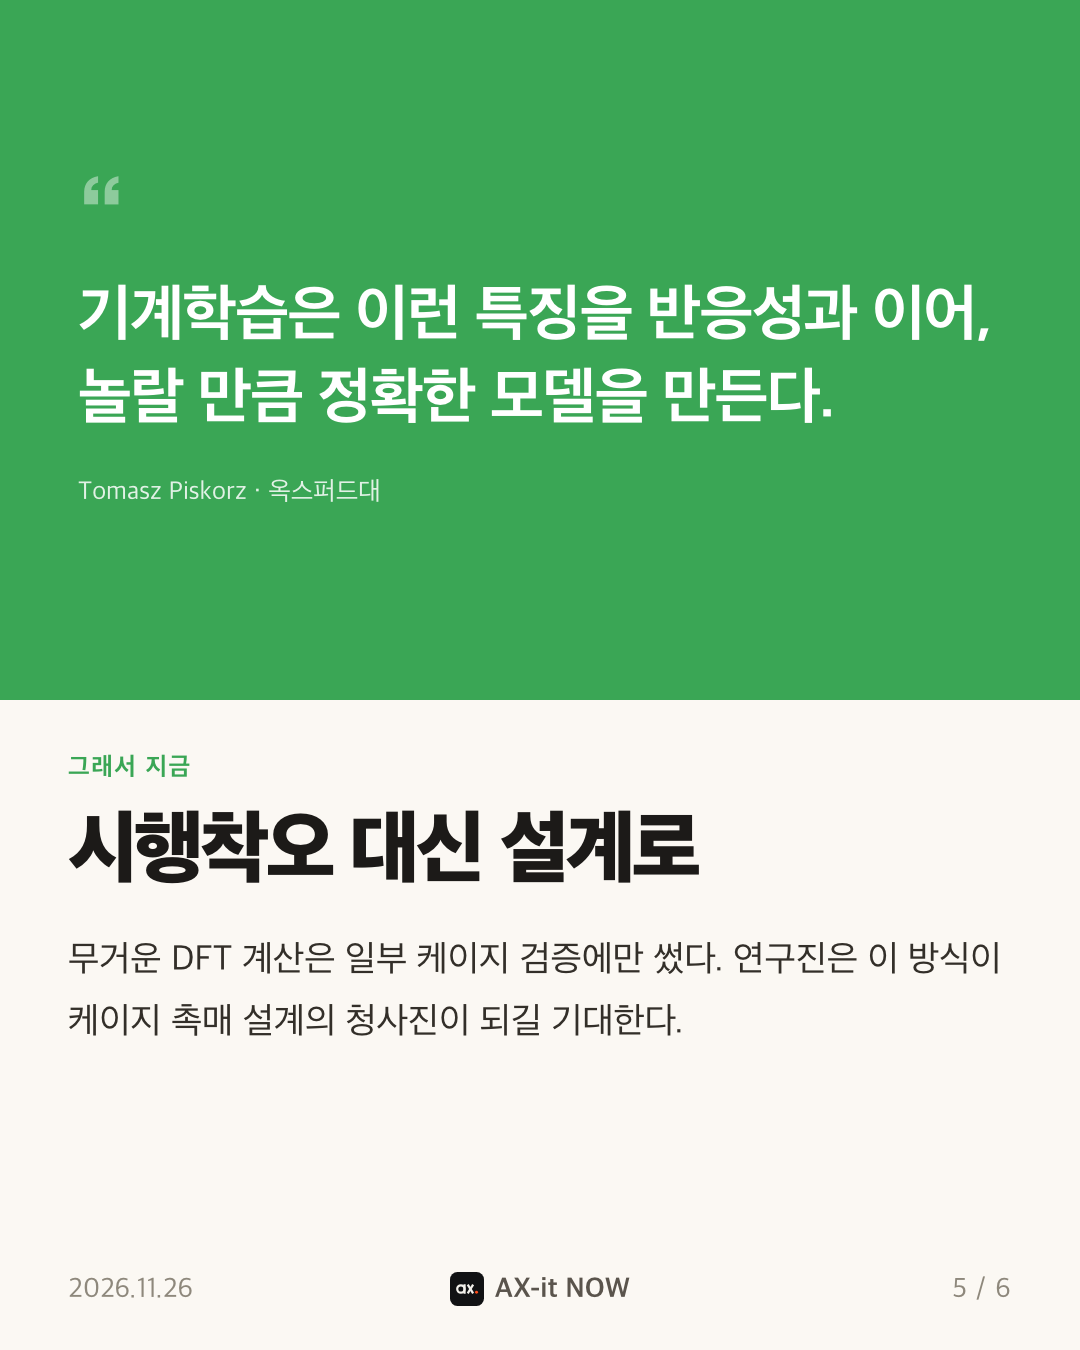 “
기계학습은 이런 특징을 반응성과 이어,
놀랄 만큼 정확한 모델을 만든다.
Tomasz Piskorz · 옥스퍼드대
그래서 지금
시행착오 대신 설계로
무거운 DFT 계산은 일부 케이지 검증에만 썼다. 연구진은 이 방식이
케이지 촉매 설계의 청사진이 되길 기대한다.
2026.11.26
ax. AX-it NOW
5 / 6